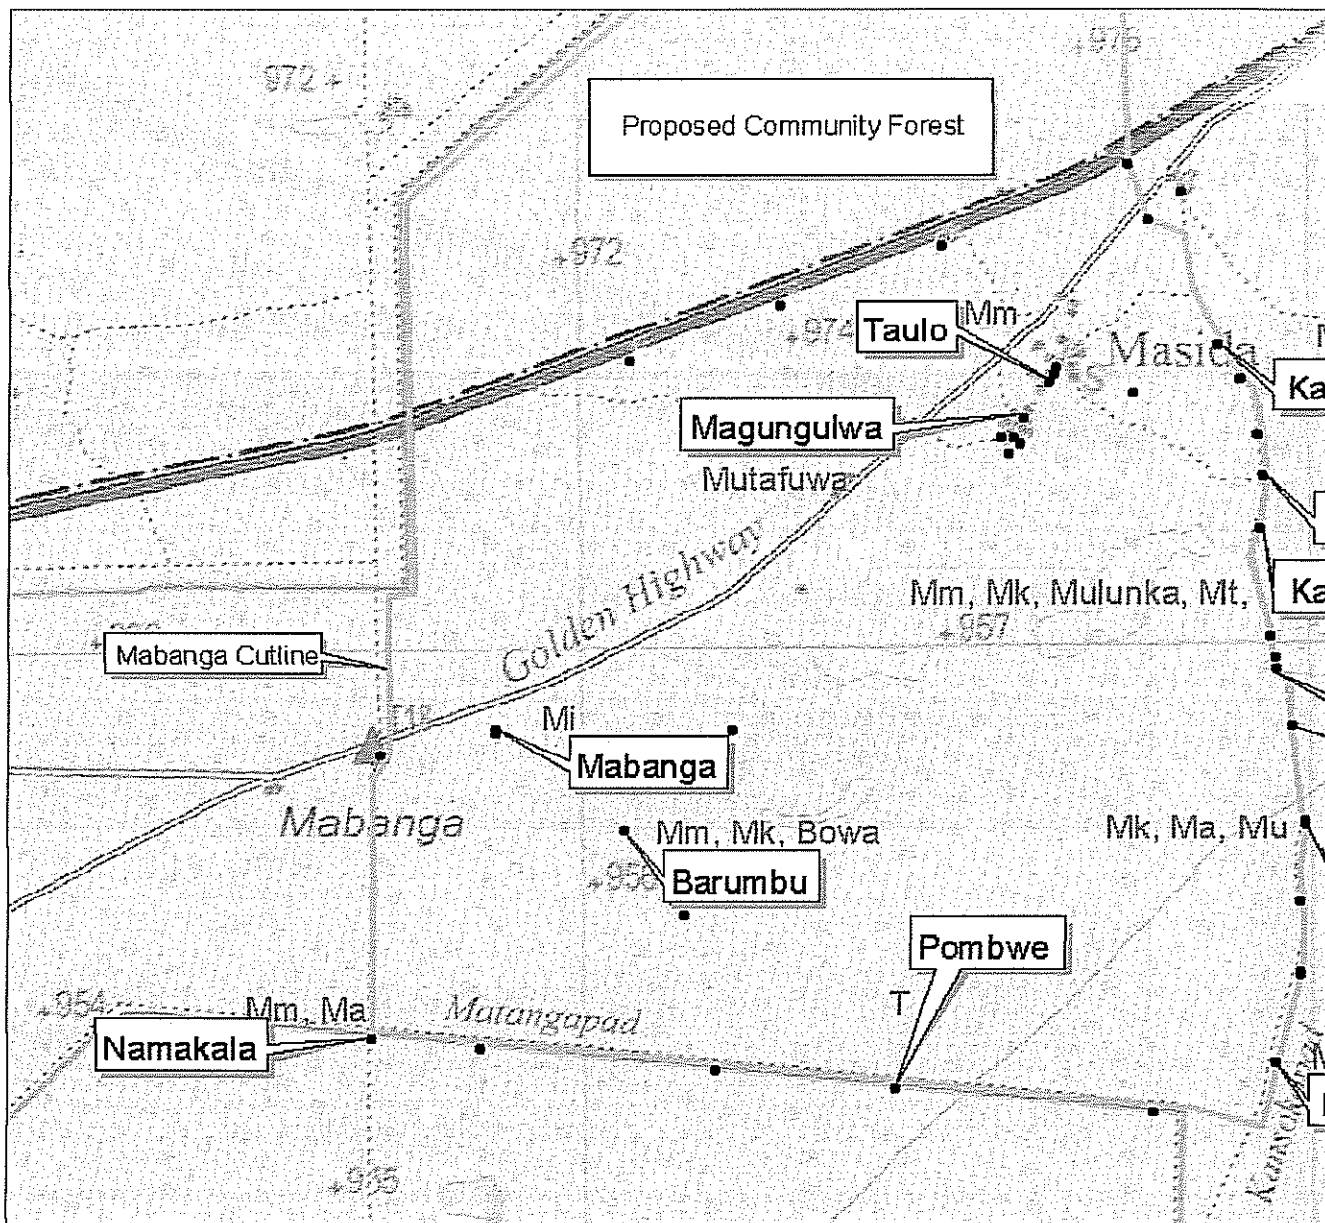 +975
972 +
Proposed Community Forest
+972
+974
Taulo
Mm
Masida
Ka
Magungulwa
Mutafuwa
Golden Highway
Mm, Mk, Mulunka, Mt,
Ka
+957
Mabanga Cutline
Mi
Mabanga
Mabanga
Mm, Mk, Bowa
Mk, Ma, Mu
Barumbu
Pombwe
T
+954
Mm, Ma
Matangapad
Namakala